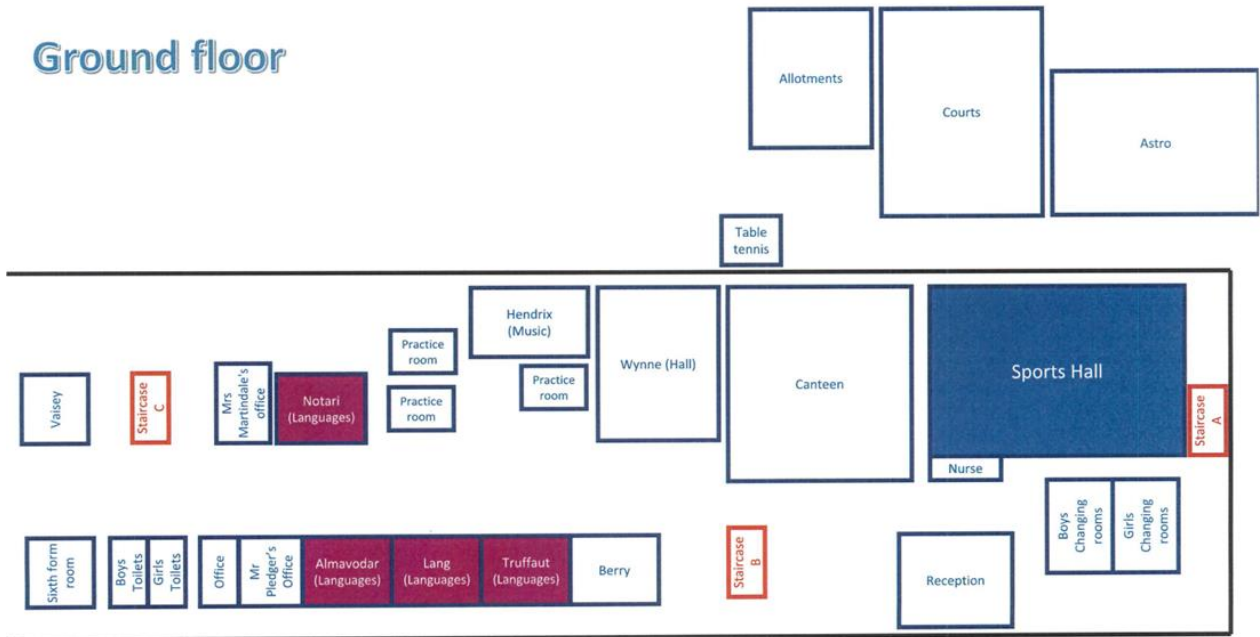 Ground floor
Allotments
Courts
Astro
Table
tennis
Hendrix
(Music)
Practice
room
Practice
room
Practice
room
Wynne (Hall)
Canteen
Sports Hall
Staircase
A
Vaisey
Staircase
C
Mrs
Martindale's
office
Notari
(Languages)
Nurse
Boys
Changing
rooms
Girls
Changing
rooms
Sixth form
room
Boys
Toilets
Girls
Toilets
Office
Mr
Pledger's
Office
Almavodar
(Languages)
Lang
(Languages)
Truffaut
(Languages)
Berry
Staircase
B
Reception